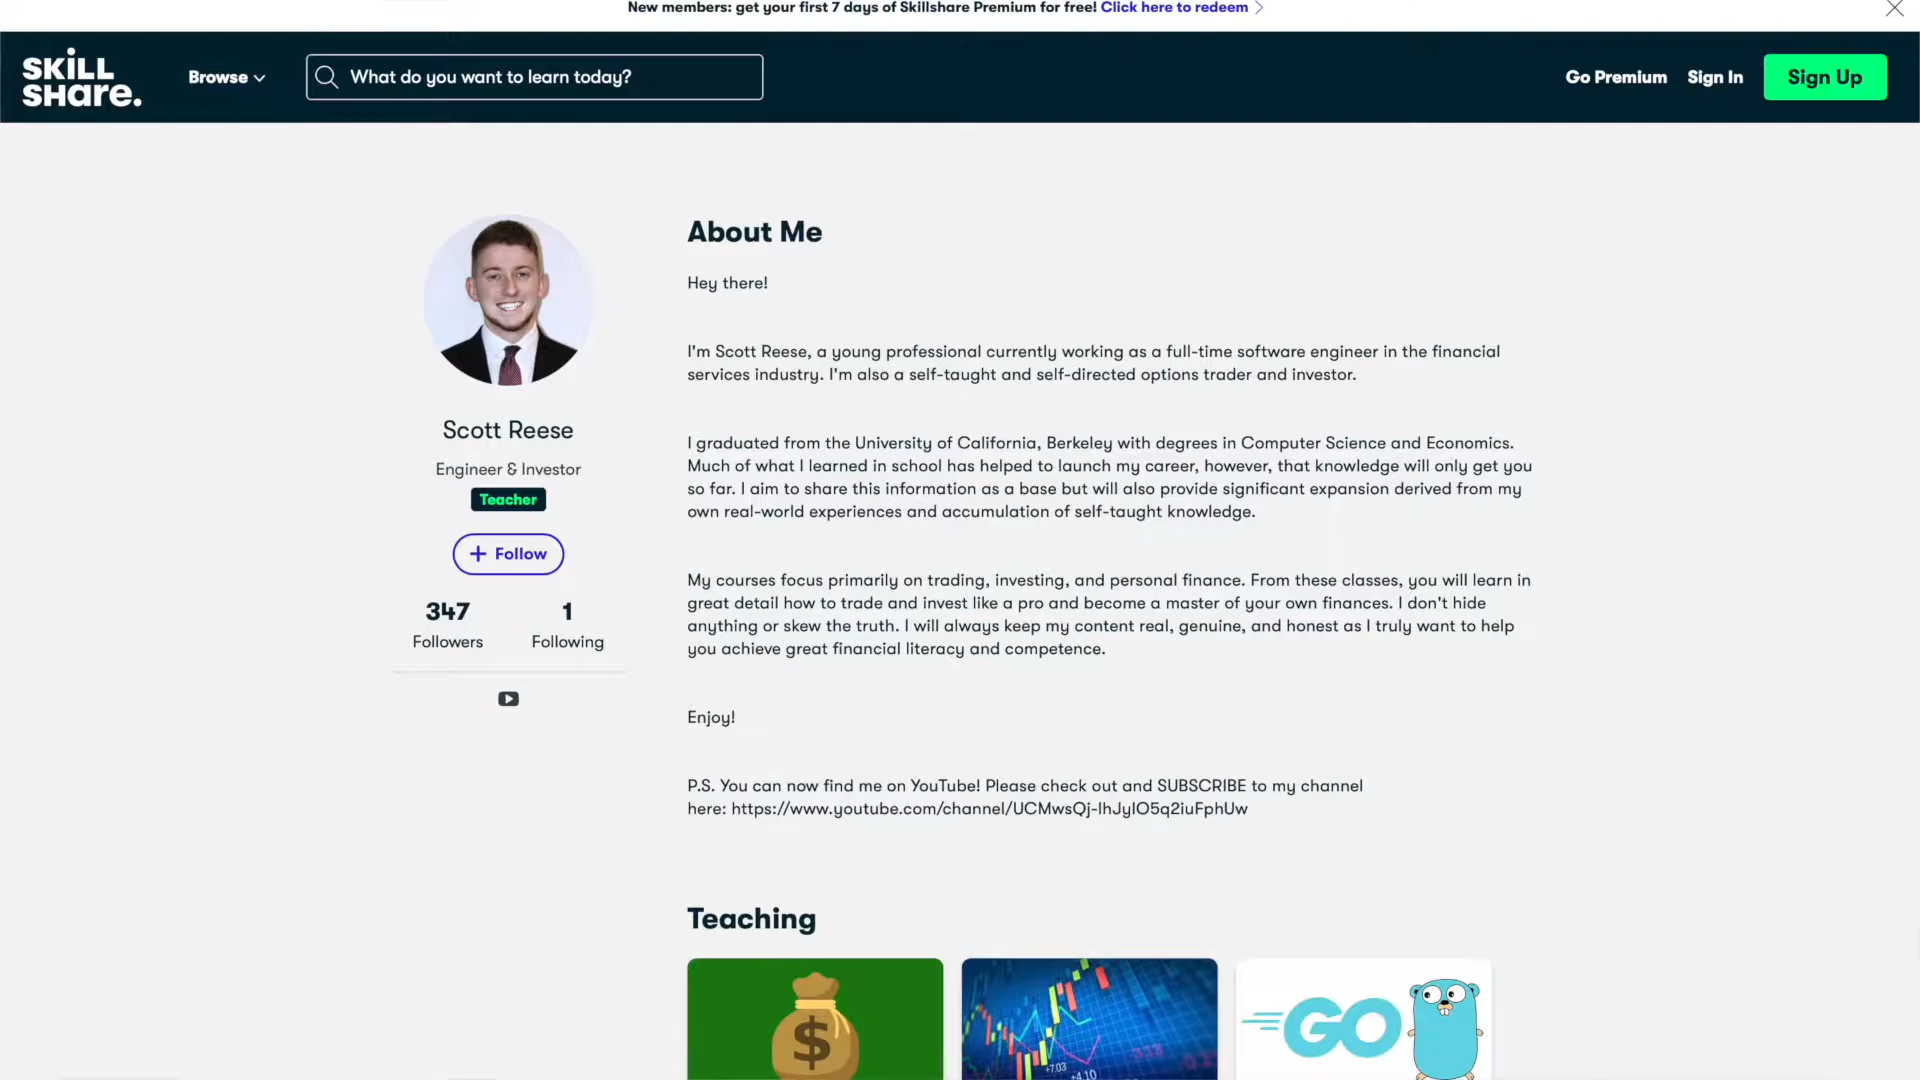 New members: get your first 7 days of Skillshare Premium for free! Click here to redeem
SKILL
SHare.
Browse
What do you want to learn today?
Go Premium
Sign In
Sign Up
Scott Reese
Engineer & Investor
Teacher
+ Follow
347
Followers
1
Following
About Me
Hey there!
I'm Scott Reese, a young professional currently working as a full-time software engineer in the financial
services industry. I'm also a self-taught and self-directed options trader and investor.
I graduated from the University of California, Berkeley with degrees in Computer Science and Economics.
Much of what I learned in school has helped to launch my career, however, that knowledge will only get you
so far. I aim to share this information as a base but will also provide significant expansion derived from my
own real-world experiences and accumulation of self-taught knowledge.
My courses focus primarily on trading, investing, and personal finance. From these classes, you will learn in
great detail how to trade and invest like a pro and become a master of your own finances. I don't hide
anything or skew the truth. I will always keep my content real, genuine, and honest as I truly want to help
you achieve great financial literacy and competence.
Enjoy!
P.S. You can now find me on YouTube! Please check out and SUBSCRIBE to my channel
here: https://www.youtube.com/channel/UCMwsQj-lhJyIO5q2iuFphUw
Teaching
$
+7.03
+4.10
GO